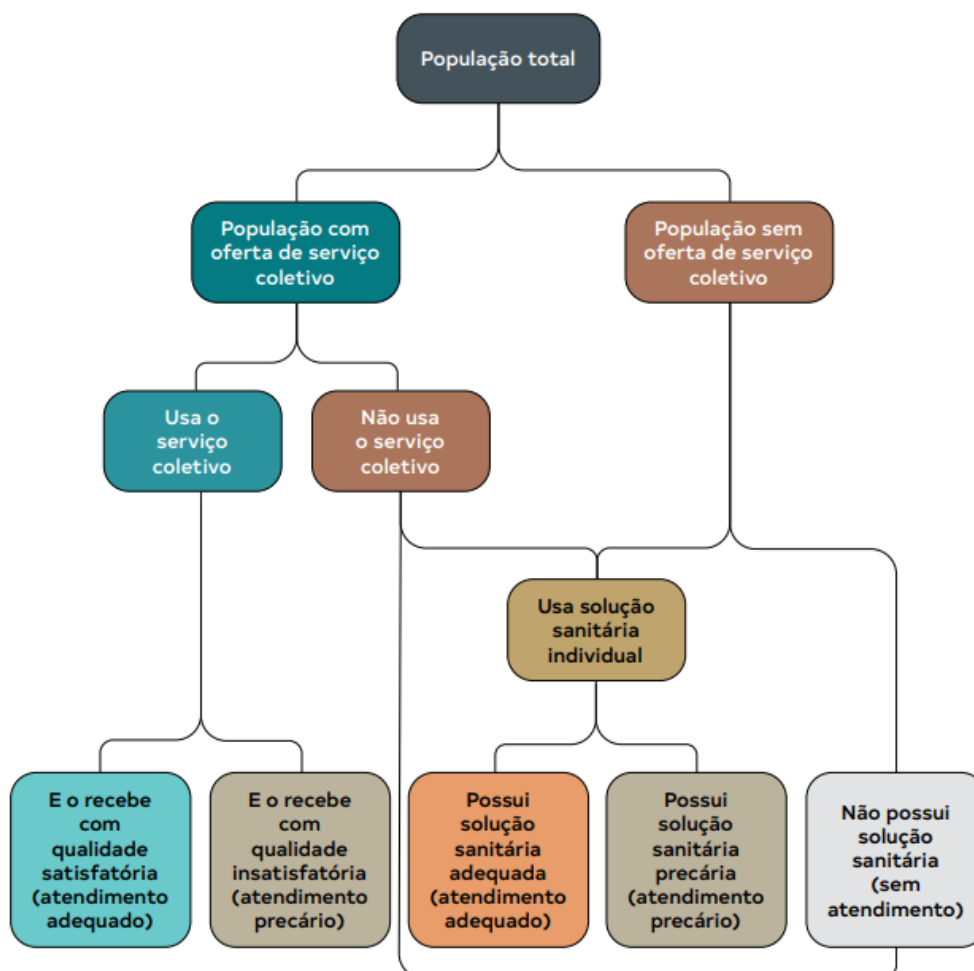 População total
População com
oferta de serviço
coletivo
População sem
oferta de serviço
coletivo
Usa o
serviço
coletivo
Não usa
o serviço
coletivo
Usa solução
sanitária
individual
E o recebe
com
qualidade
satisfatória
(atendimento
adequado)
E o recebe
com
qualidade
insatisfatória
(atendimento
precário)
Possui
solução
sanitária
adequada
(atendimento
adequado)
Possui
solução
sanitária
precária
(atendimento
precário)
Não possui
solução
sanitária
(sem
atendimento)